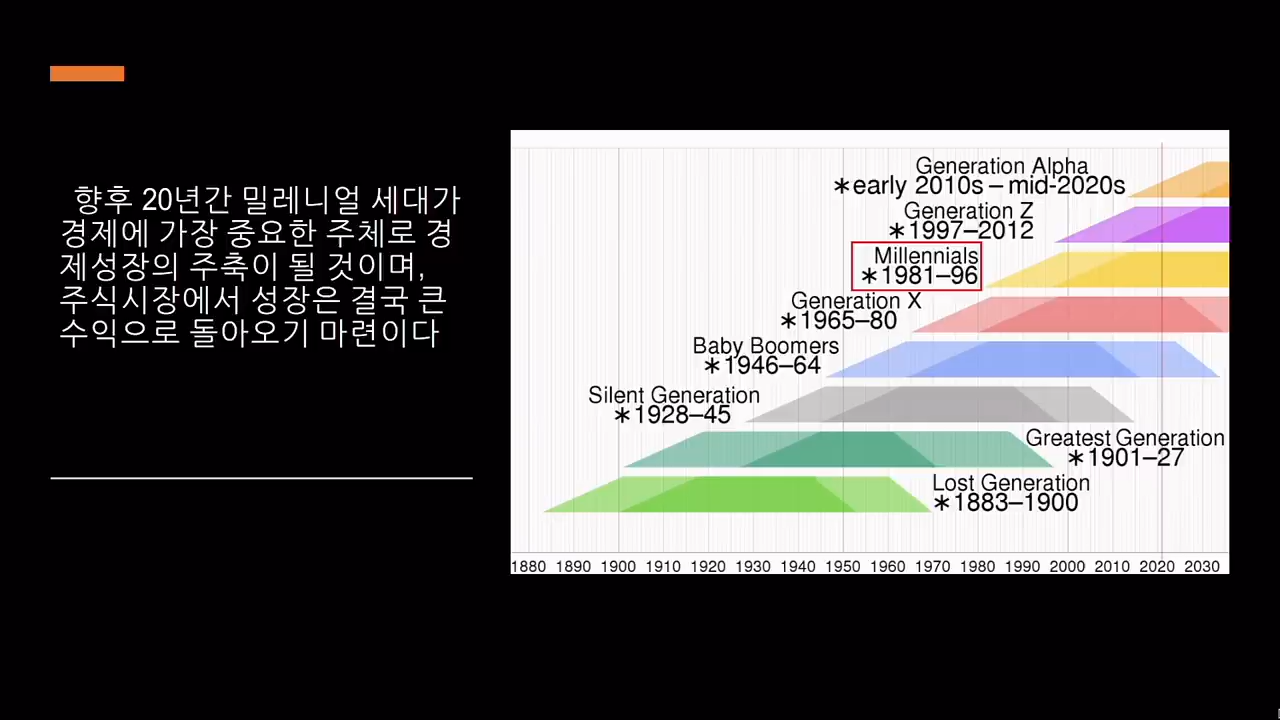 향후 20년간 밀레니얼 세대가
경제에 가장 중요한 주체로 경
제성장의 주축이 될 것이며,
주식시장에서 성장은 결국 큰
수익으로 돌아오기 마련이다
Generation Alpha
∗early 2010s – mid-2020s
Generation Z
∗1997–2012
Millennials
∗1981–96
Generation X
∗1965–80
Baby Boomers
∗1946–64
Silent Generation
∗1928–45
Greatest Generation
∗1901–27
Lost Generation
∗1883–1900
1880 1890 1900 1910 1920 1930 1940 1950 1960 1970 1980 1990 2000 2010 2020 2030